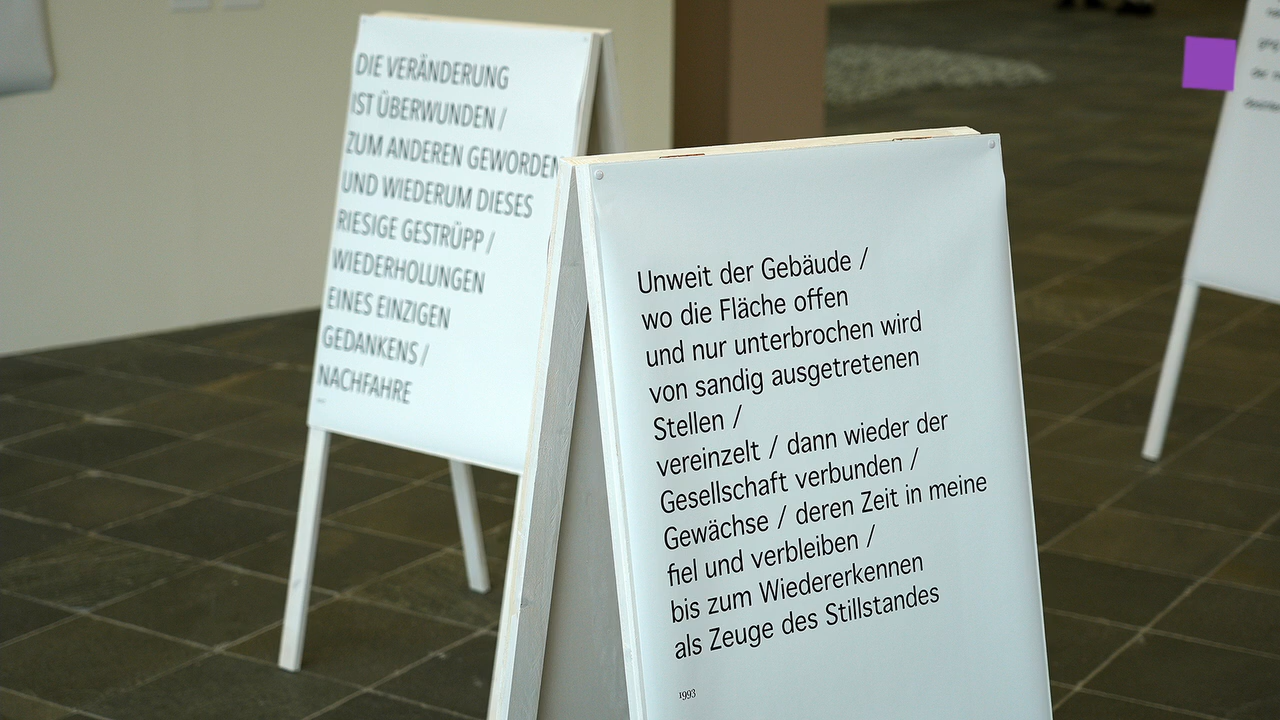 DIE VERÄNDERUNG
IST ÜBERWUNDEN /
ZUM ANDEREN GEWORDEN
UND WIEDERUM DIESES
RIESIGE GESTRÜPP /
WIEDERHOLUNGEN
EINES EINZIGEN
GEDANKENS /
NACHFAHRE
Unweit der Gebäude /
wo die Fläche offen
und nur unterbrochen wird
von sandig ausgetretenen
Stellen /
vereinzelt / dann wieder der
Gesellschaft verbunden /
Gewächse / deren Zeit in meine
fiel und verbleiben /
bis zum Wiedererkennen
als Zeuge des Stillstandes
1993